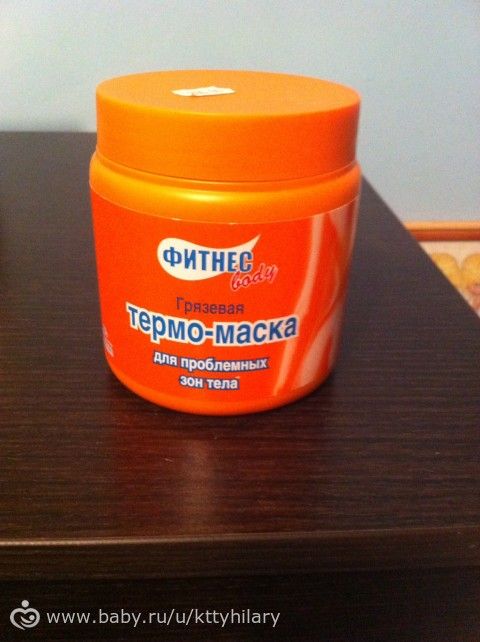 ФИТНЕС
body
Грязевая
термо-маска
для проблемных
зон тела
www.baby.ru/u/kttyhilary